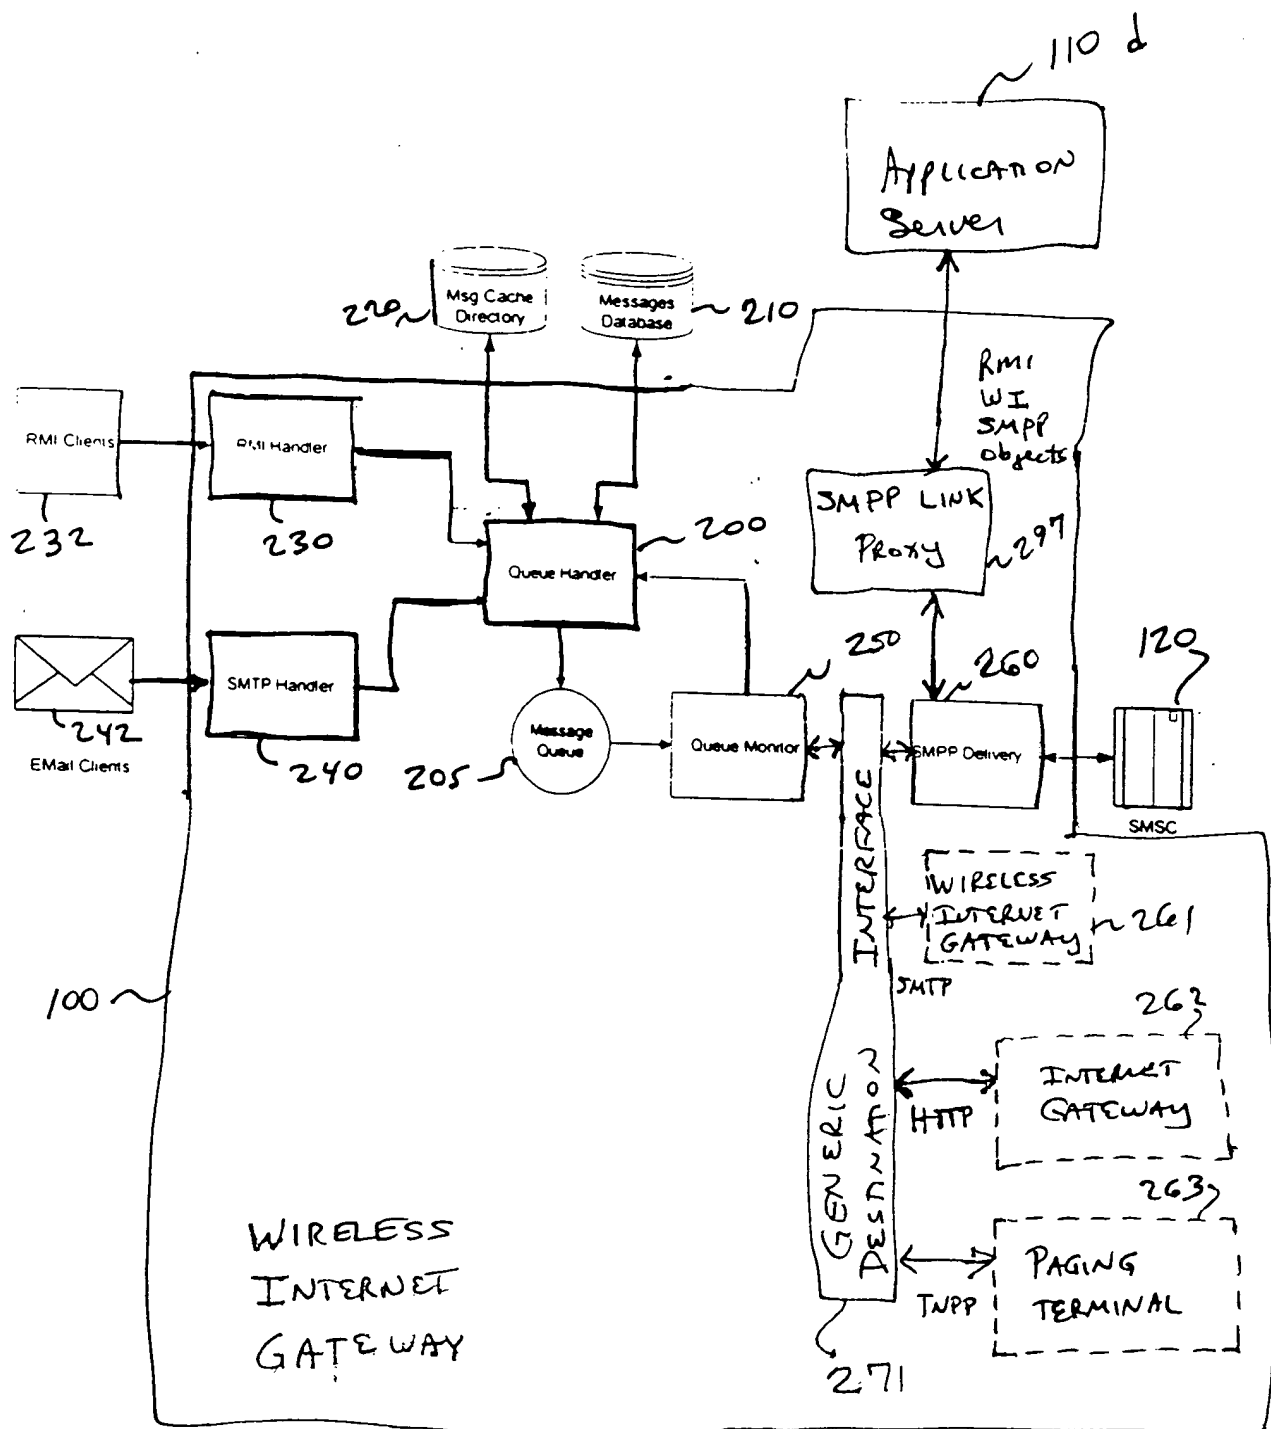 110 d
APPLICATION
Server
220
Msg Cache
Directory
Messages
Database
210
RMI
WI
SMPP
Objects
RMI Clients
232
RMI Handler
230
SMPP LINK
Proxy
297
200
Queue Handler
250
260
120
SMTP Handler
240
242
EMail Clients
Message
Queue
205
Queue Monitor
SMPP Delivery
SMSC
GENERIC
DESTINATION
INTERFACE
WIRELESS
INTERNET
GATEWAY
261
SMTP
100
262
INTERNET
GATEWAY
HTTP
263
PAGING
TERMINAL
TNPP
271
WIRELESS
INTERNET
GATEWAY